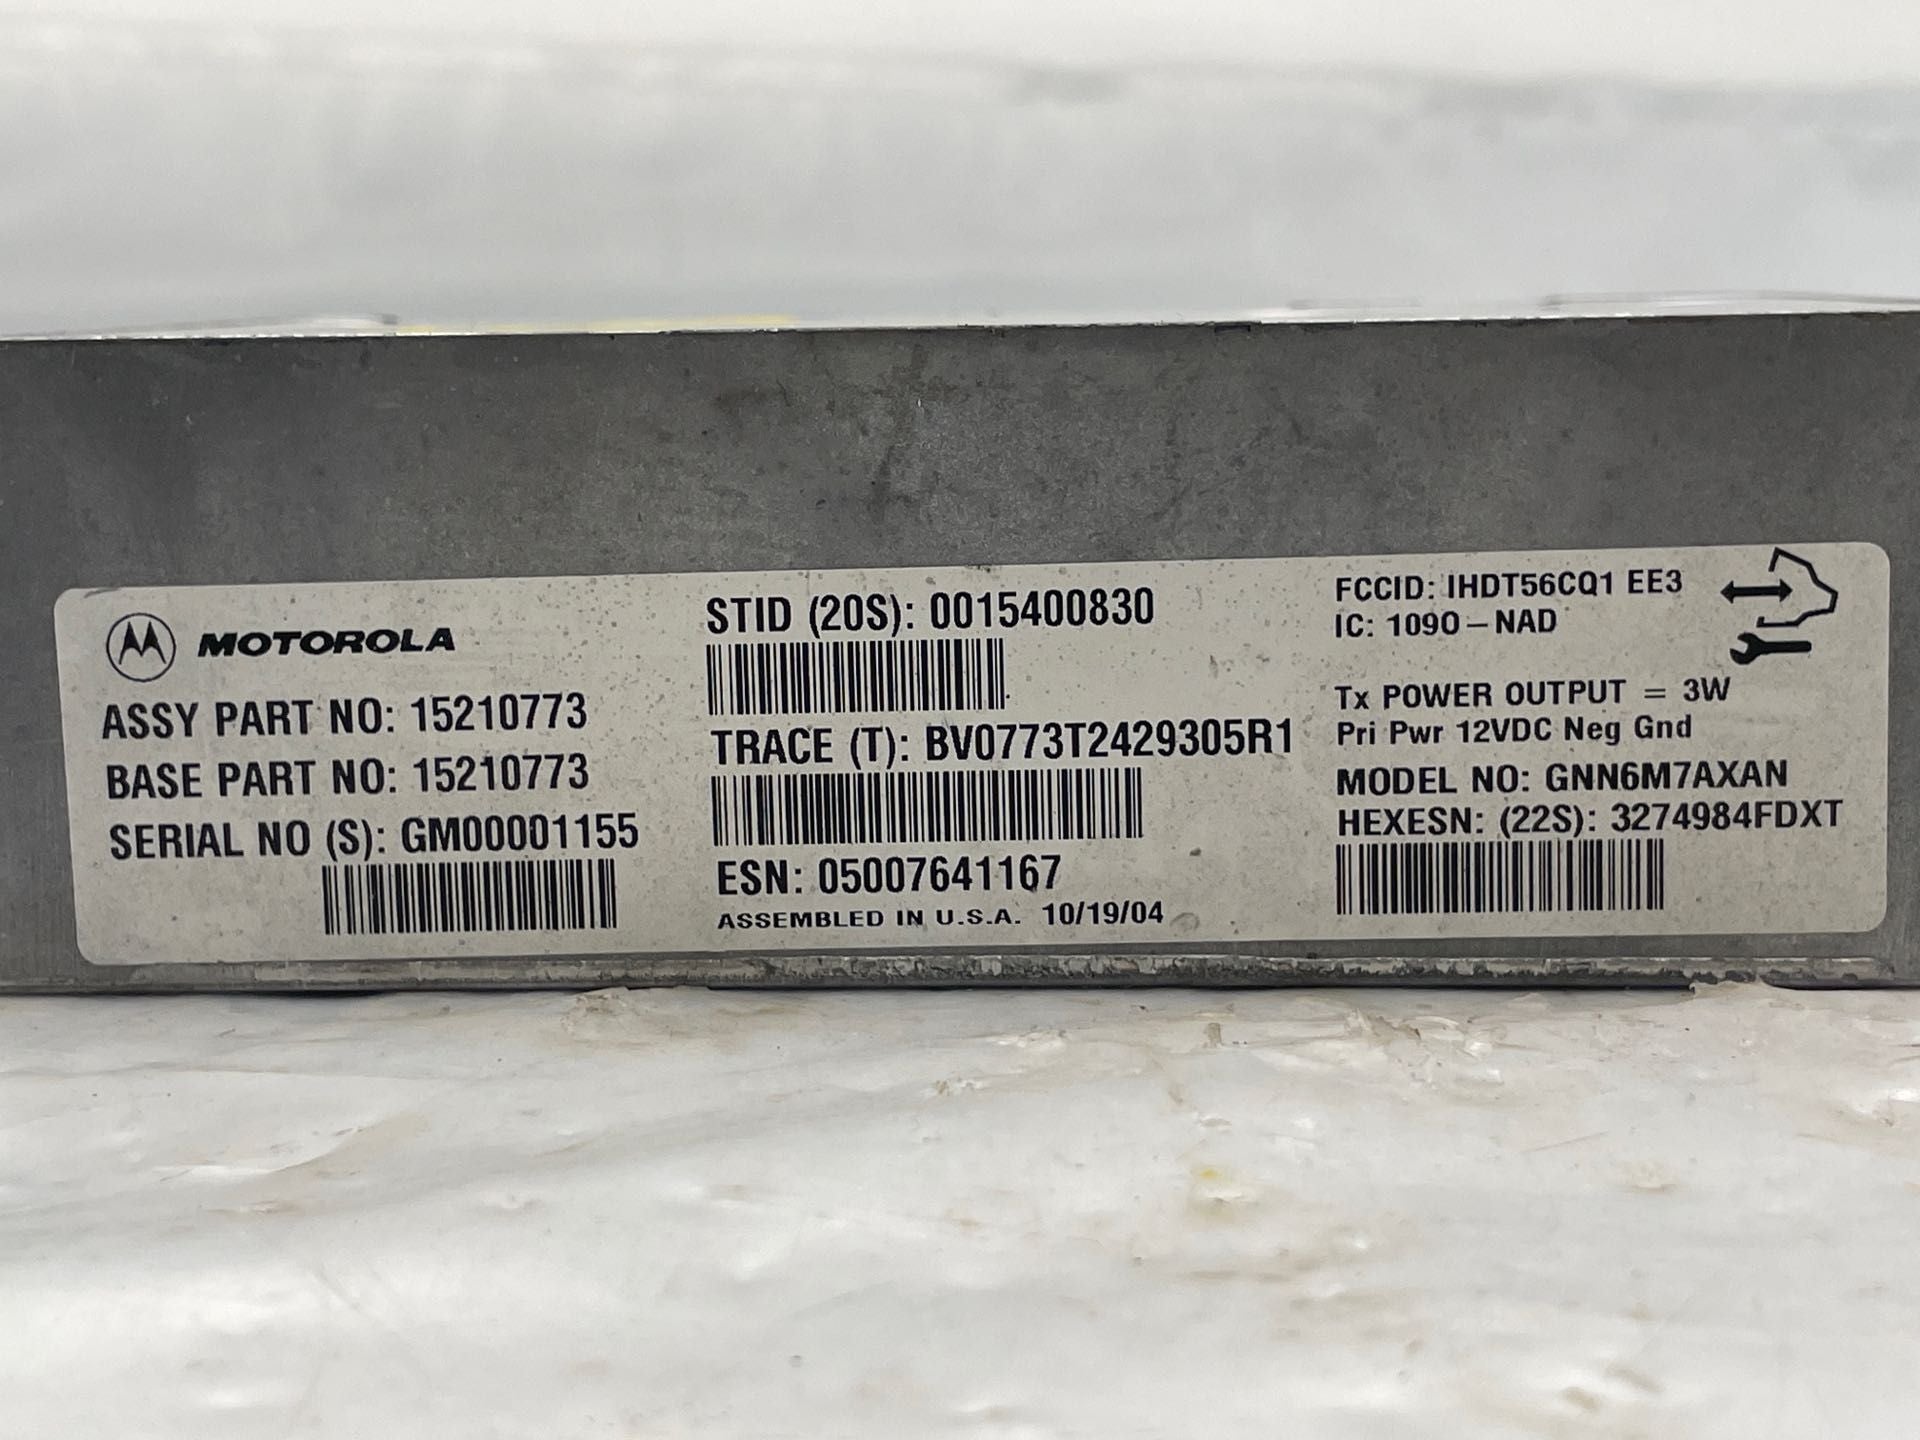 MOTOROLA
ASSY PART NO: 15210773
BASE PART NO: 15210773
SERIAL NO (S): GM00001155
STID (20S): 0015400830
TRACE (T): BV0773T2429305R1
ESN: 05007641167
ASSEMBLED IN U.S.A. 10/19/04
FCCID: IHDT56CQ1 EE3
IC: 1090-NAD
Tx POWER OUTPUT = 3W
Pri Pwr 12VDC Neg Gnd
MODEL NO: GNN6M7AXAN
HEXESN: (22S): 3274984FDXT